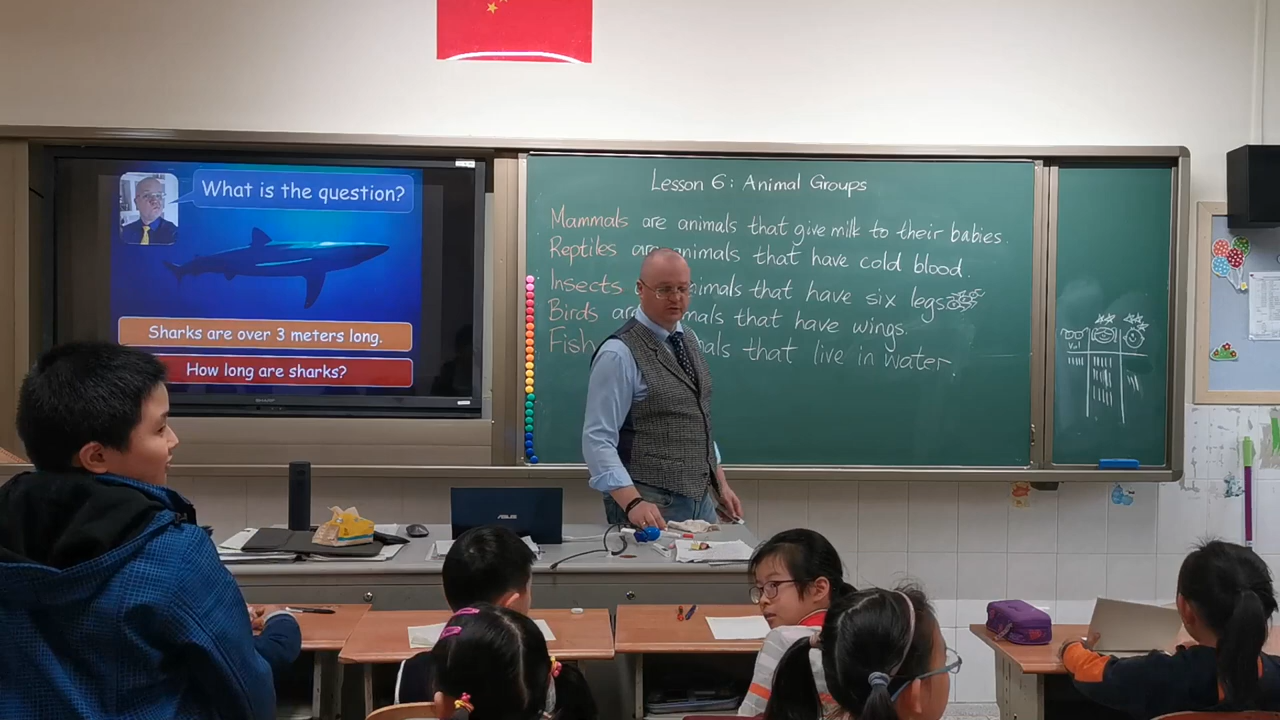 What is the question?
Sharks are over 3 meters long.
How long are sharks?
SHARP
Lesson 6: Animal Groups
Mammals are animals that give milk to their babies.
Reptiles are animals that have cold blood.
Insects animals that have six legs
Birds are animals that have wings.
Fish that live in water.
ASUS